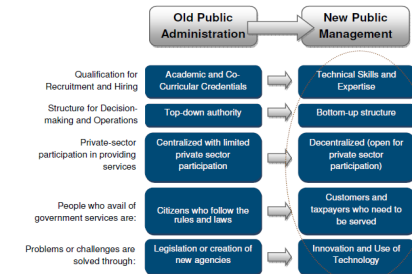 Old Public
Administration
New Public
Management
Qualification for
Recruitment and Hiring
Academic and Co-
Curricular Credentials
Technical Skills and
Expertise
Structure for Decision-
making and Operations
Top-down authority
Bottom-up structure
Private-sector
participation in providing
services
Centralized with limited
private sector
participation
Decentralized (open for
private sector
participation)
People who avail of
government services are:
Citizens who follow the
rules and laws
Customers and
taxpayers who need to
be served
Problems or challenges are
solved through:
Legislation or creation of
new agencies
Innovation and Use of
Technology